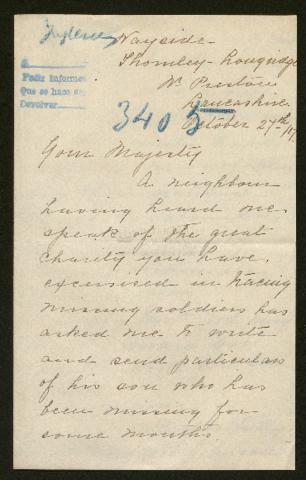 Wayside
Thornley - Longridge
Nr Preston
Lancashire
October 27th/17
Pedir informes
Que se hace en
Devolver
3403
Your Majesty
A neighbour
having heard me
speak of the great
charity you have
excersised in tracing
missing soldiers has
asked me to write
and send particulars
of his son who has
been missing for
some months.